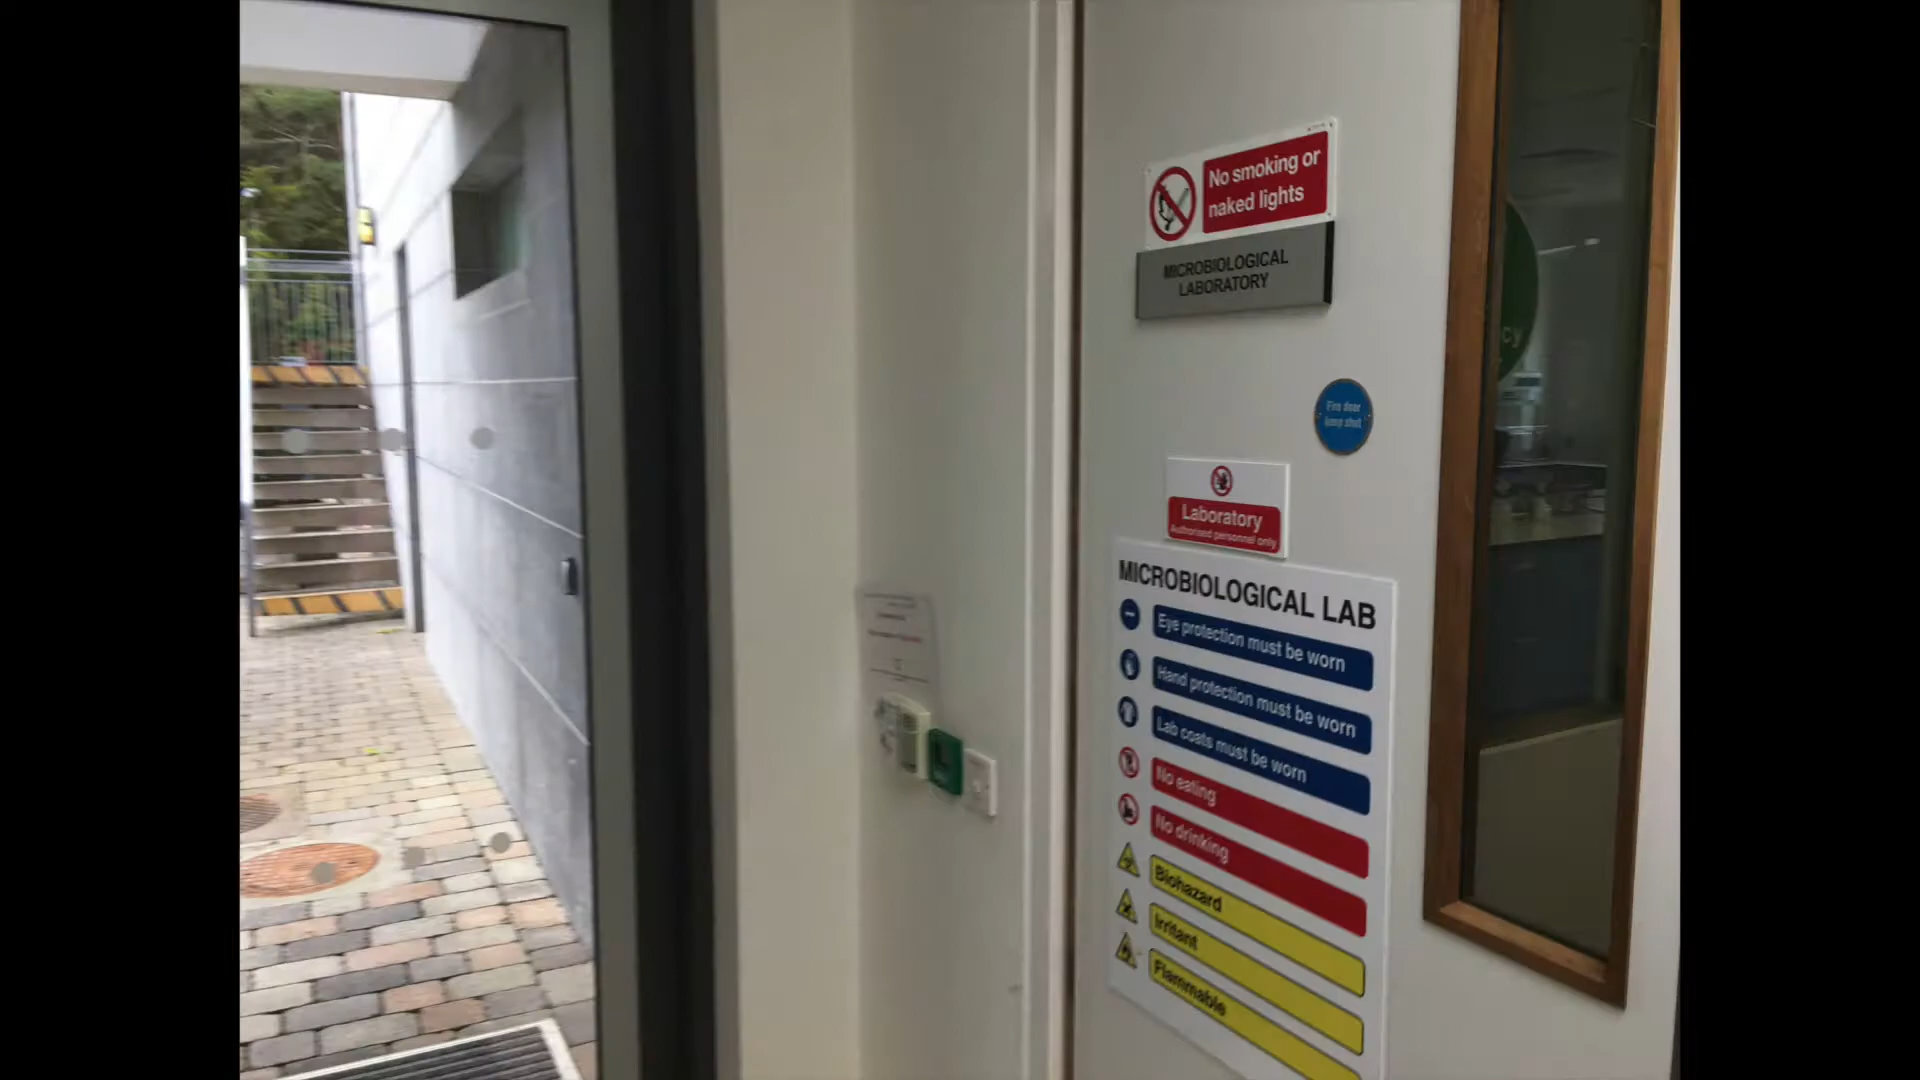 No smoking or
naked lights
MICROBIOLOGICAL
LABORATORY
Fire door
keep shut
cy
Laboratory
Authorised personnel only
MICROBIOLOGICAL LAB
Eye protection must be worn
Hand protection must be worn
Lab coats must be worn
No eating
No drinking
Biohazard
Irritant
Flammable